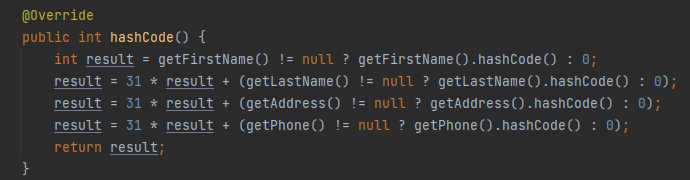 @Override
public int hashCode() {
    int result = getFirstName() != null ? getFirstName().hashCode() : 0;
    result = 31 * result + (getLastName() != null ? getLastName().hashCode() : 0);
    result = 31 * result + (getAddress() != null ? getAddress().hashCode() : 0);
    result = 31 * result + (getPhone() != null ? getPhone().hashCode() : 0);
    return result;
}